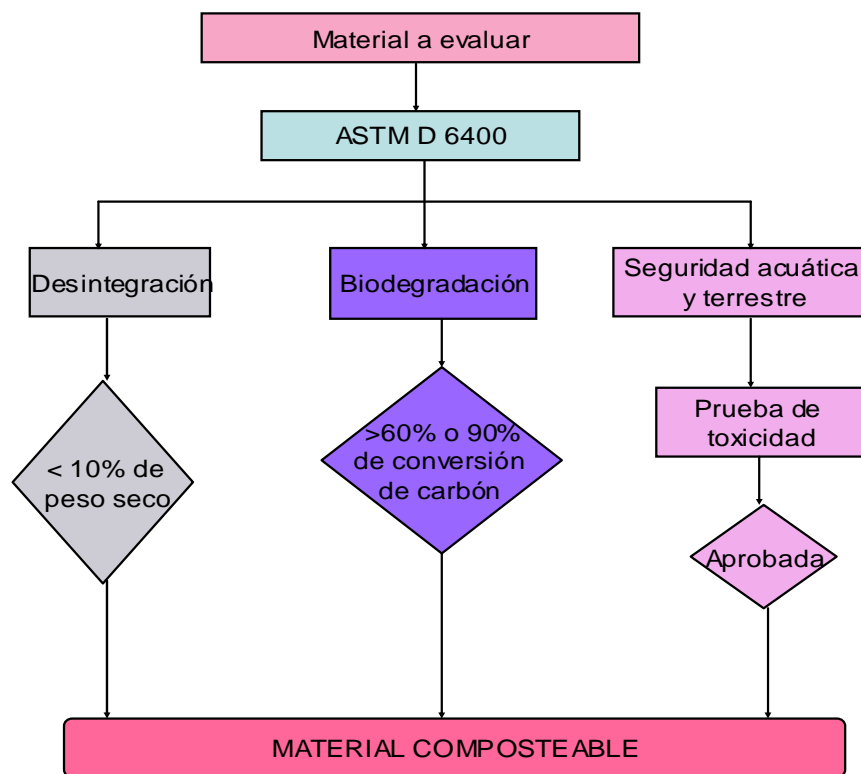 Material a evaluar
ASTM D 6400
Desintegración
Biodegradación
Seguridad acuática
y terrestre
Prueba de
toxicidad
< 10% de
peso seco
>60% o 90%
de conversión
de carbón
Aprobada
MATERIAL COMPOSTEABLE